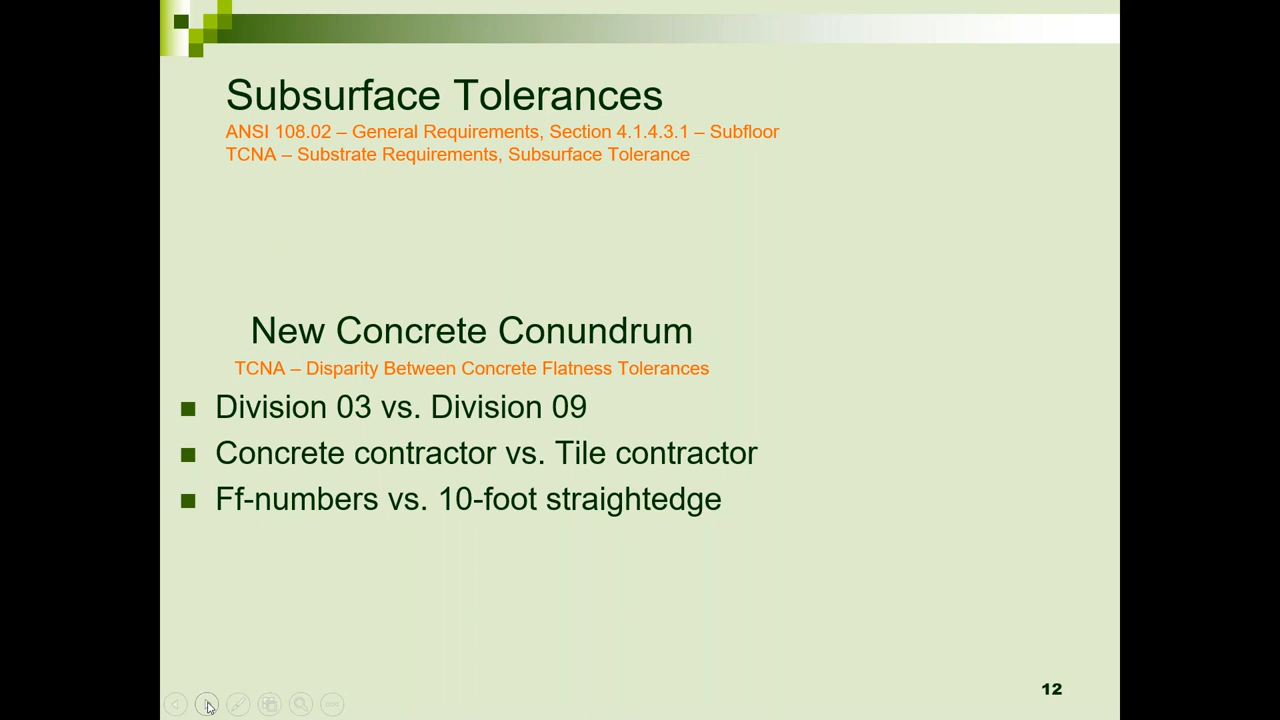 Subsurface Tolerances
ANSI 108.02 – General Requirements, Section 4.1.4.3.1 – Subfloor
TCNA – Substrate Requirements, Subsurface Tolerance
New Concrete Conundrum
TCNA – Disparity Between Concrete Flatness Tolerances
Division 03 vs. Division 09
Concrete contractor vs. Tile contractor
Ff-numbers vs. 10-foot straightedge
12